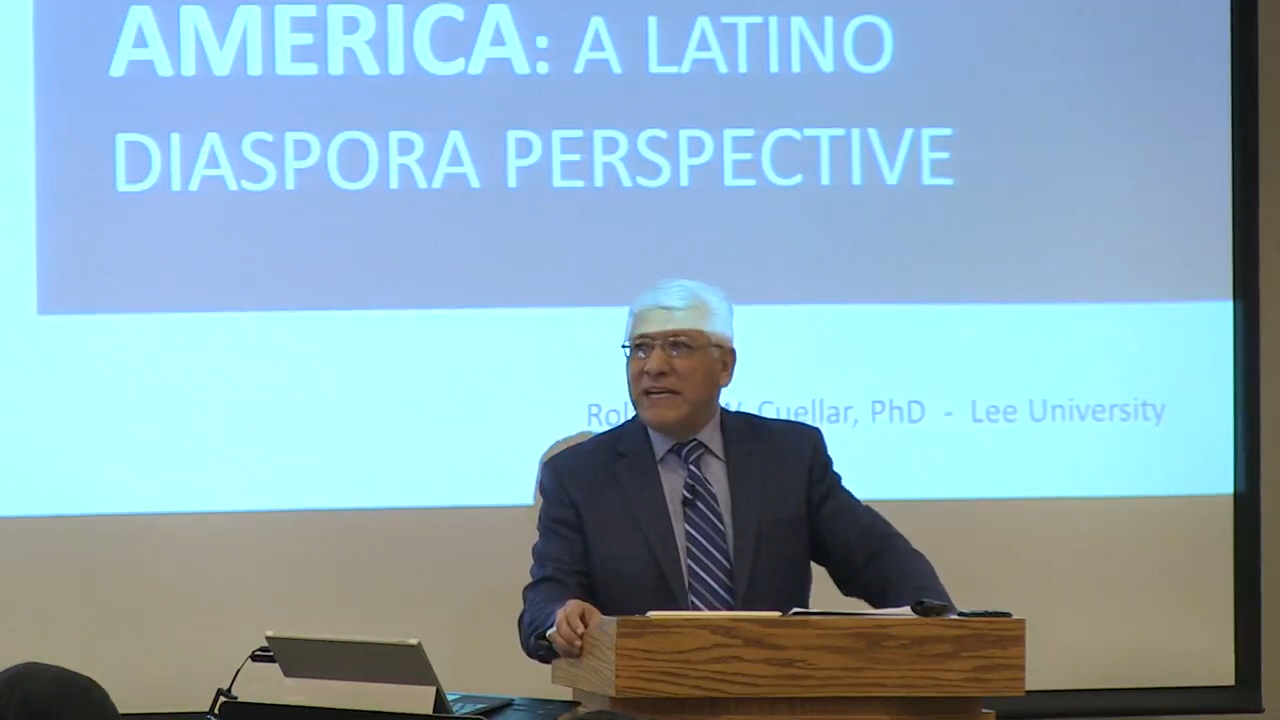 AMERICA: A LATINO
DIASPORA PERSPECTIVE
Cuellar, PhD - Lee University